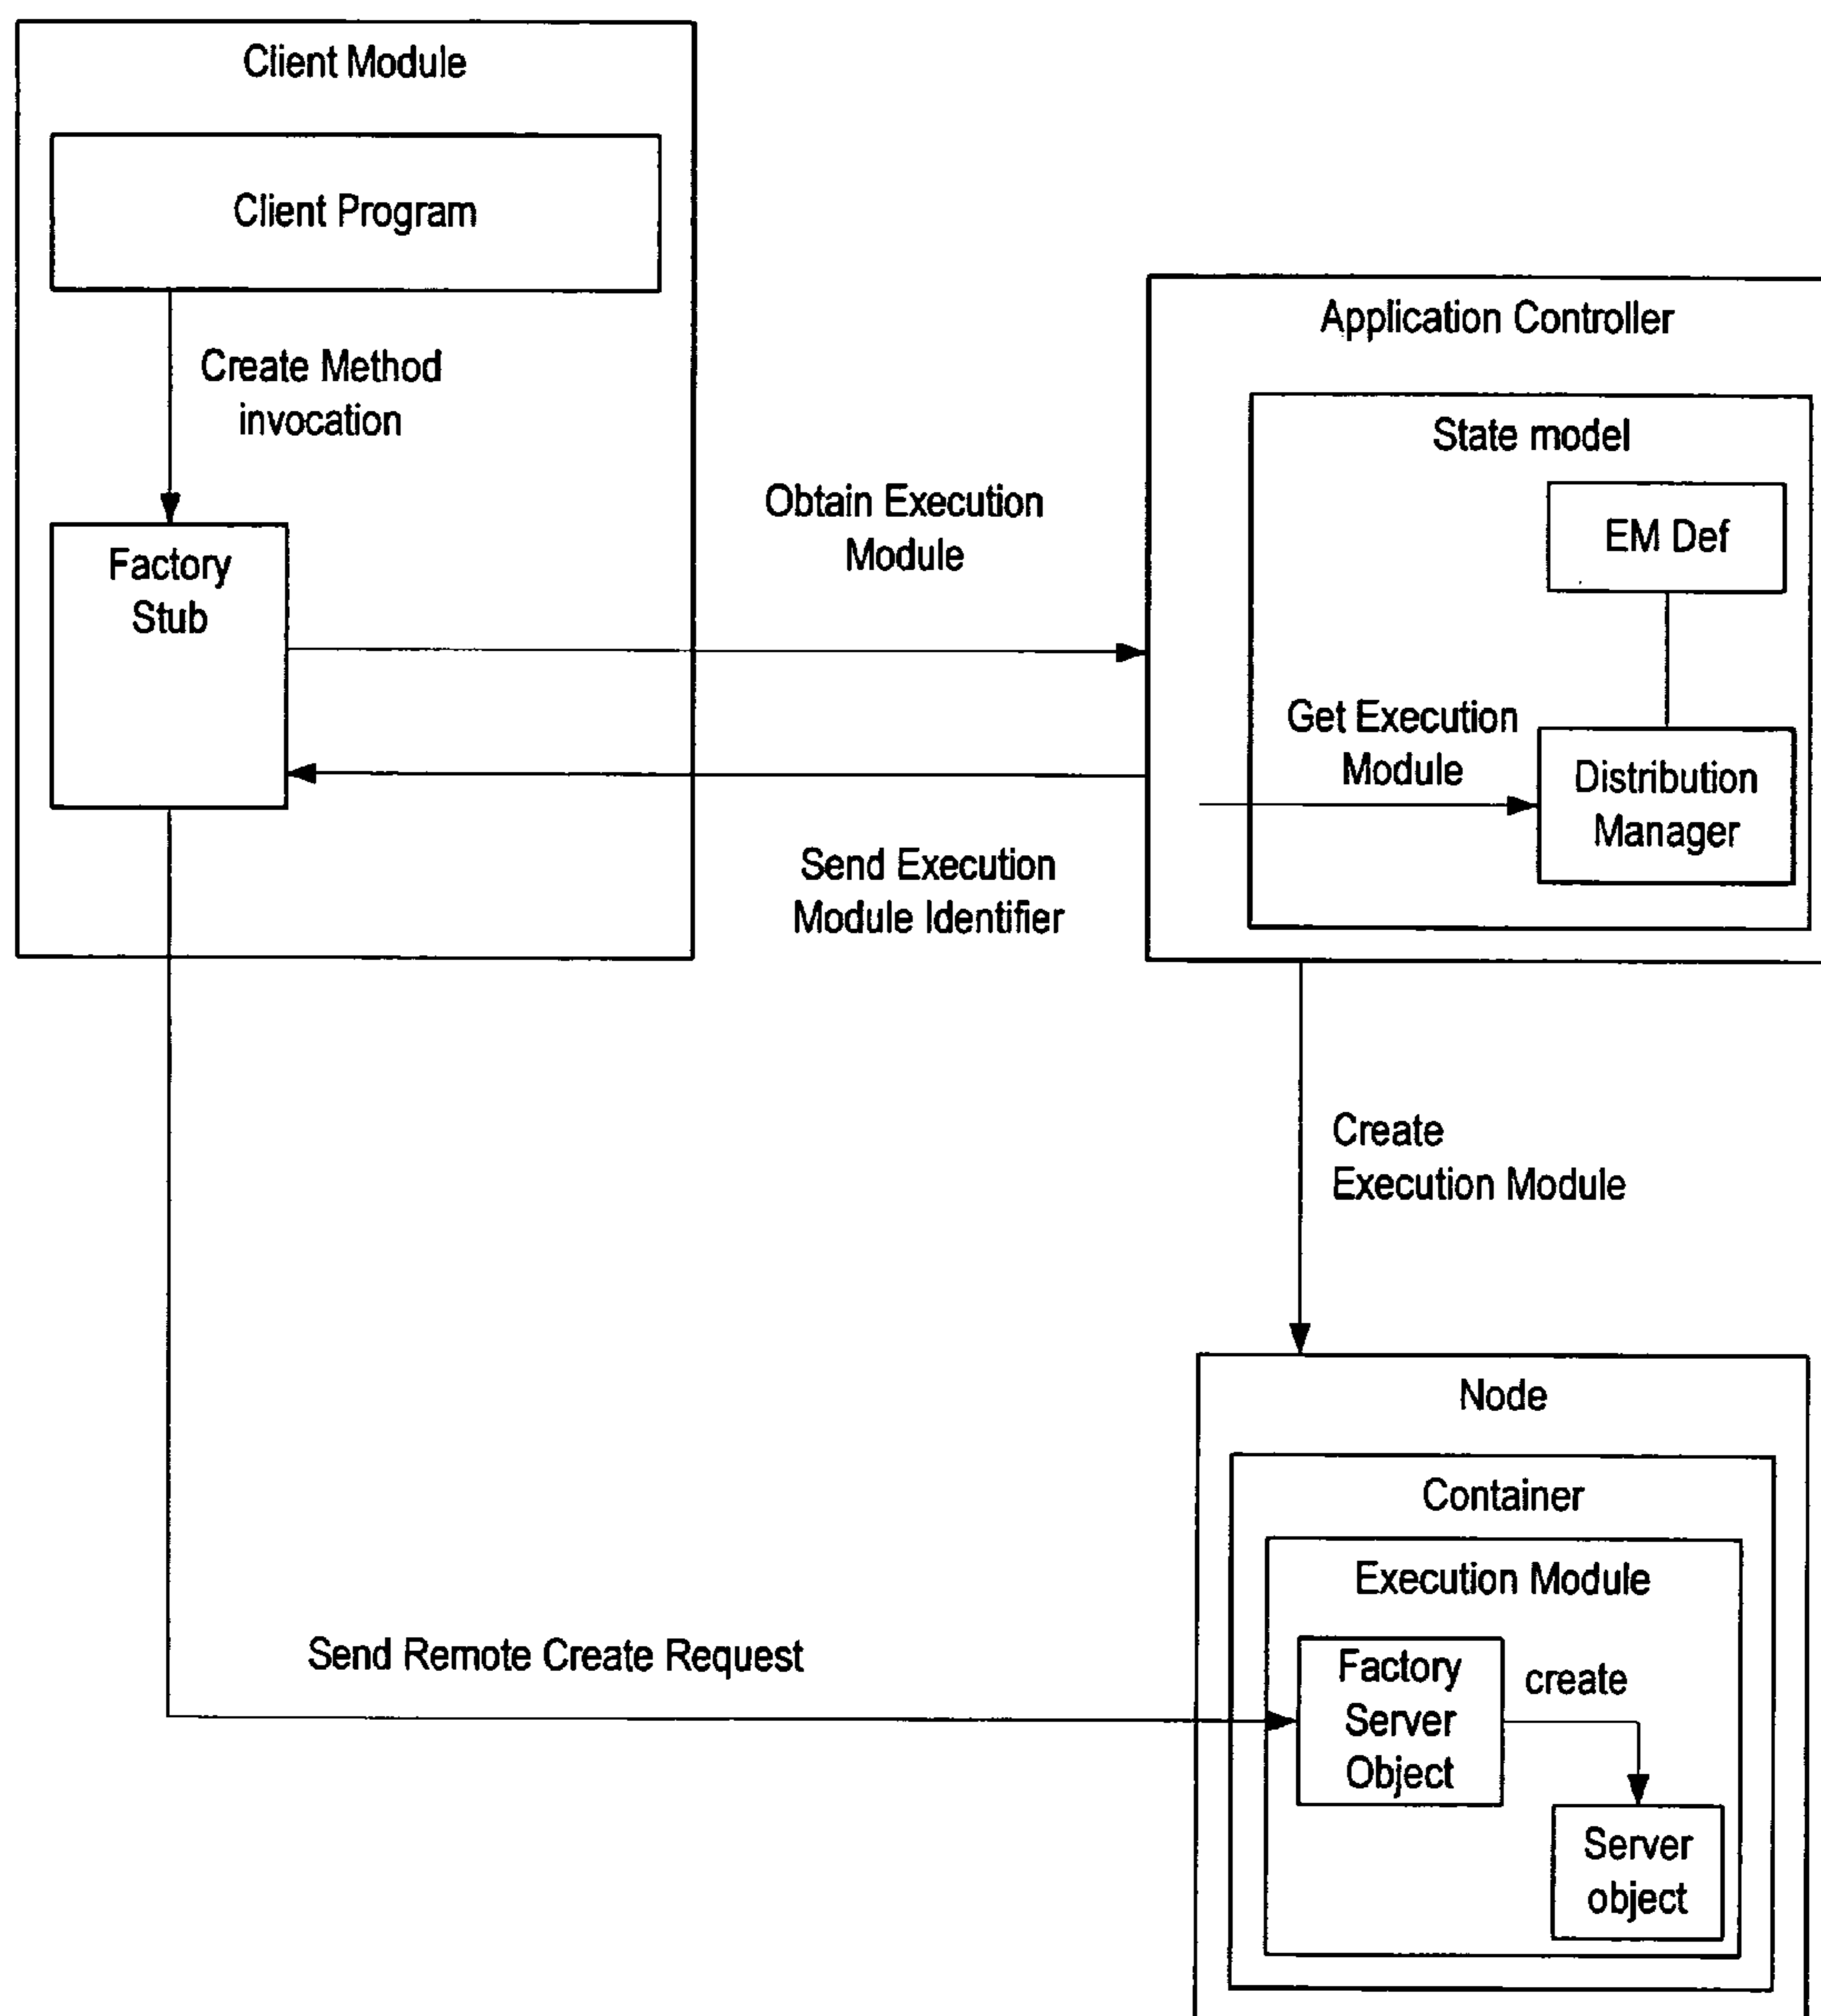 Client Module
Client Program
Create Method
invocation
Factory
Stub
Obtain Execution
Module
Send Execution
Module Identifier
Application Controller
State model
EM Def
Get Execution
Module
Distribution
Manager
Create
Execution Module
Node
Container
Execution Module
Send Remote Create Request
Factory
Server
Object
create
Server
object